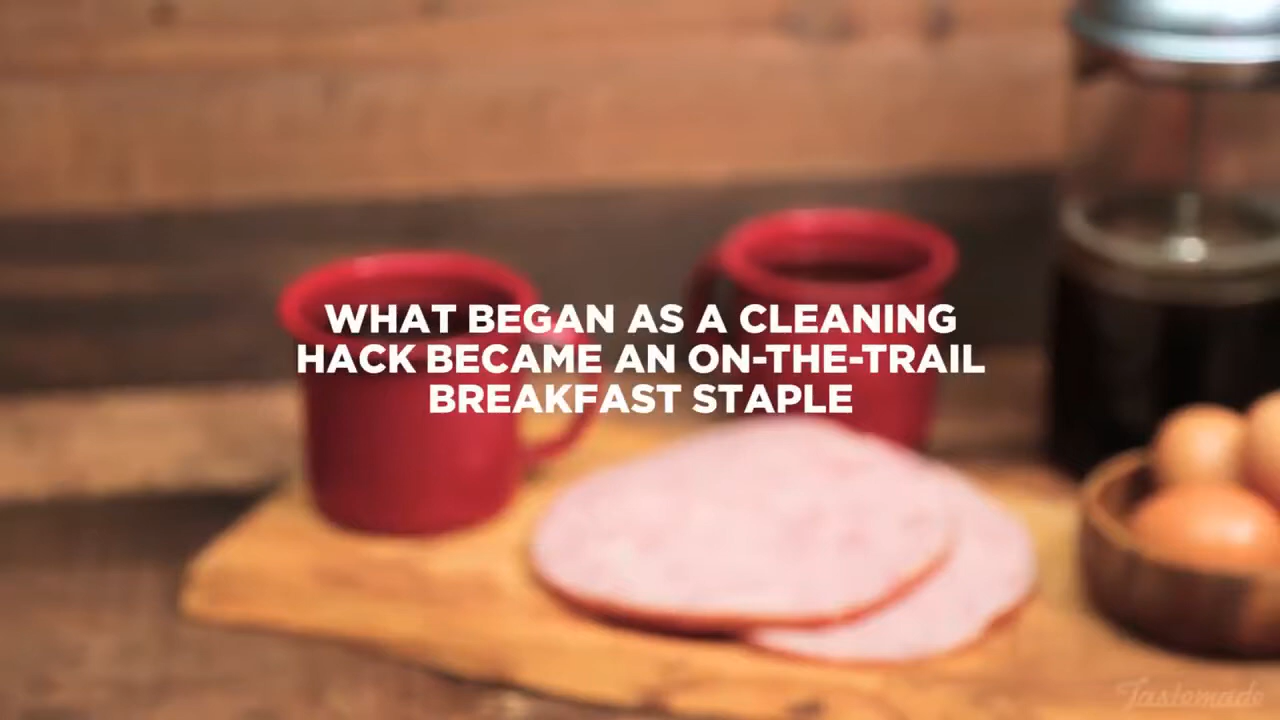 WHAT BEGAN AS A CLEANING
HACK BECAME AN ON-THE-TRAIL
BREAKFAST STAPLE
Tastemade